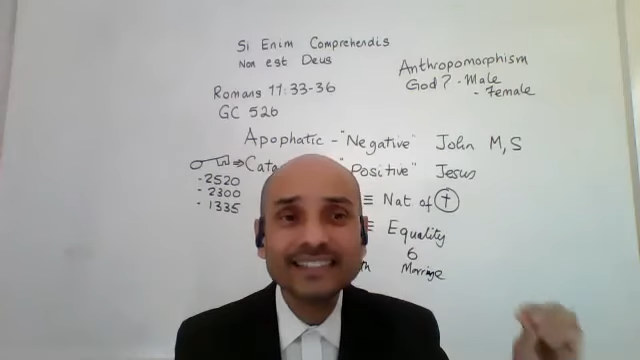 Si Enim Comprehendis
Non est Deus
Romans 11:33-36
GC 526
Anthropomorphism
God? - Male
- Female
Apophatic - "Negative" John M, S
⇒ Cata "Positive" Jesus
- 2520
- 2300
- 1335
≡ Nat of †
≡ Equality
6
Marriage